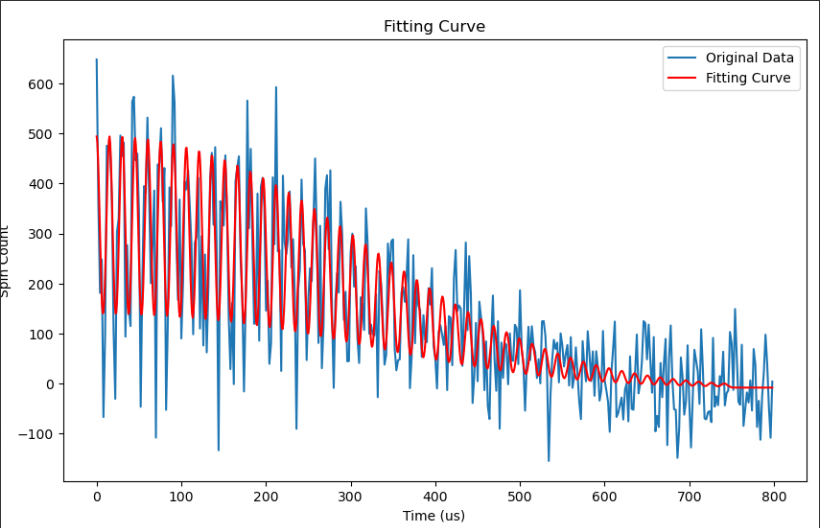 Fitting Curve
Original Data
Fitting Curve
600
500
400
300
200
100
0
−100
Spin Count
0 100 200 300 400 500 600 700 800
Time (us)